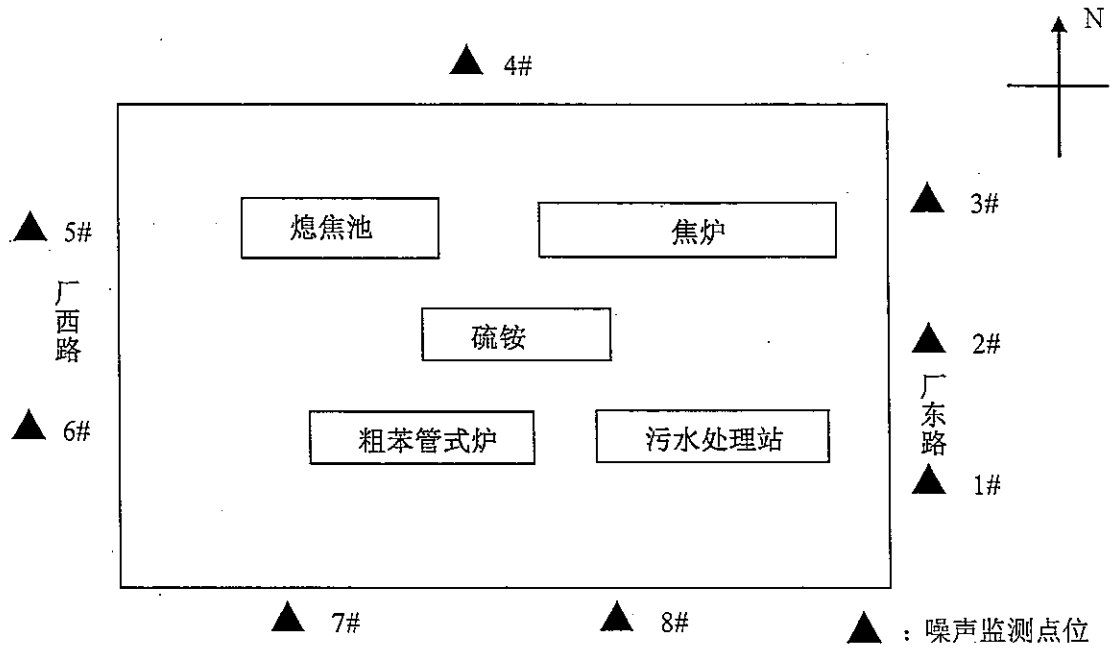 N
4#
3#
熄焦池
焦炉
5#
厂西路
硫铵
2#
厂东路
6#
粗苯管式炉
污水处理站
1#
7#
8#
▲：噪声监测点位